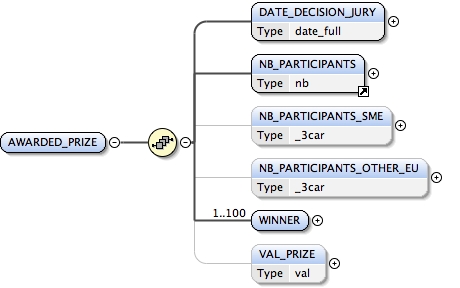 DATE_DECISION_JURY
Type date_full
NB_PARTICIPANTS
Type nb
NB_PARTICIPANTS_SME
Type _3car
AWARDED_PRIZE
NB_PARTICIPANTS_OTHER_EU
Type _3car
1..100 WINNER
VAL_PRIZE
Type val